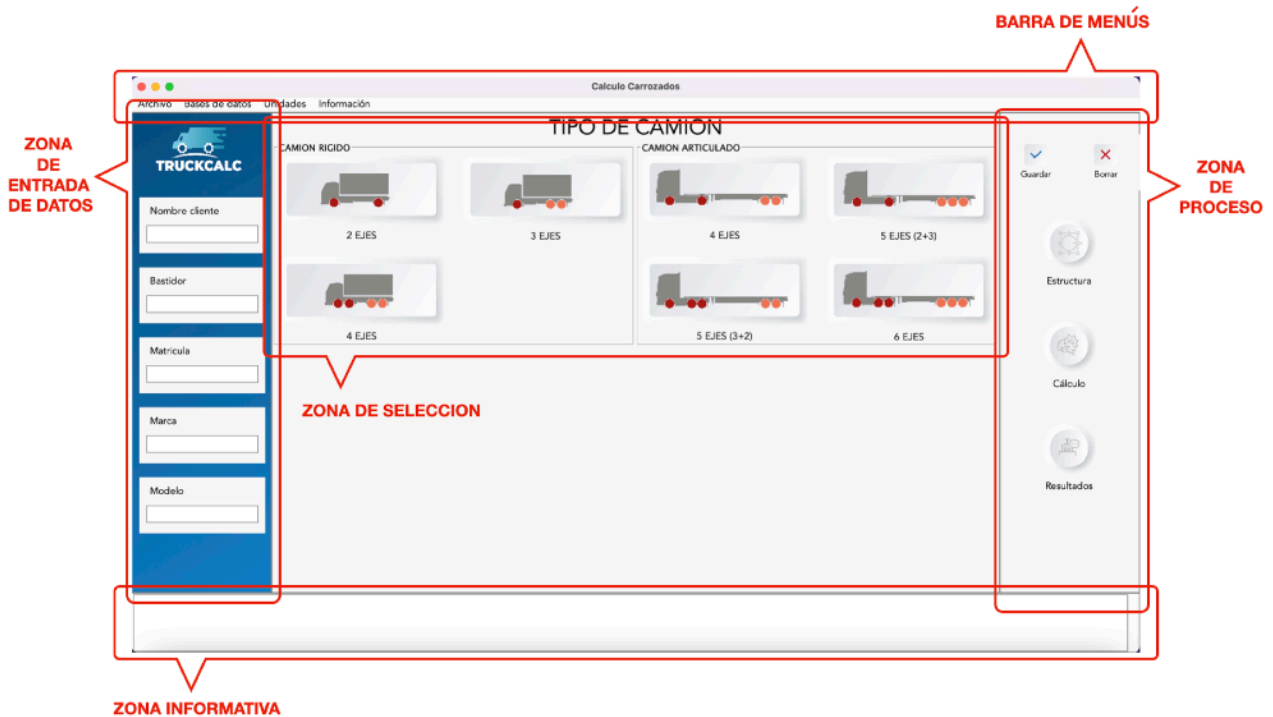 BARRA DE MENÚS
Calculo Carrozados
Archivo Bases de datos Unidades Información
ZONA
DE
ENTRADA
DE DATOS
TRUCKCALC
Nombre cliente
Bastidor
Matricula
Marca
Modelo
TIPO DE CAMION
CAMION RIGIDO
2 EJES
3 EJES
4 EJES
CAMION ARTICULADO
4 EJES
5 EJES (2+3)
5 EJES (3+2)
6 EJES
ZONA DE SELECCION
Guardar
Borrar
Estructura
Cálculo
Resultados
ZONA
DE
PROCESO
ZONA INFORMATIVA